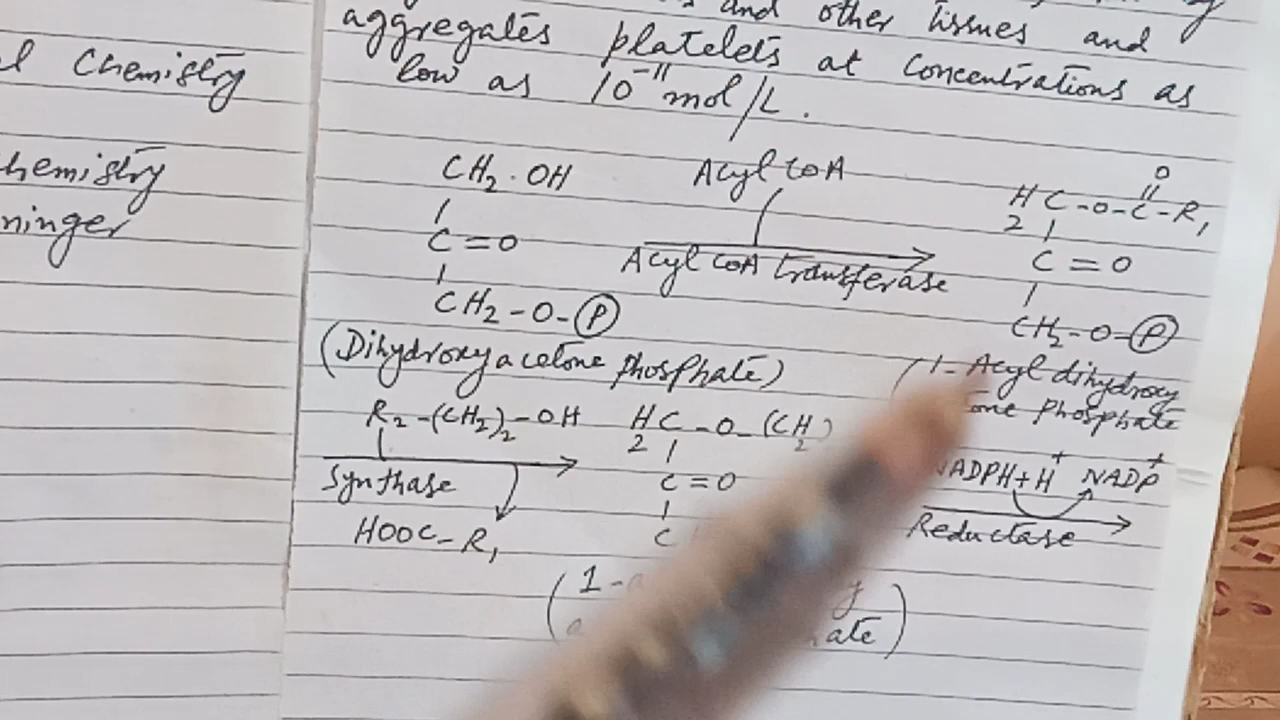 l Chemistry
hemistry
ninger
and other tissues and
aggregates platelets at concentrations as
low as 10⁻¹¹ mol/L.
CH₂·OH
C=O
CH₂-O-Ⓟ
(Dihydroxyacetone Phosphate)
Acyl CoA
Acyl CoA transferase
O
H₂C-O-C-R₁
C=O
CH₂-O-Ⓟ
(1-Acyl dihydroxy
tone Phosphate
R₂-(CH₂)₂-OH
Synthase
HOOC-R₁
H₂C-O-(CH₂)
C=O
C
(1-
ate)
NADPH+H⁺ NADP⁺
Reductase